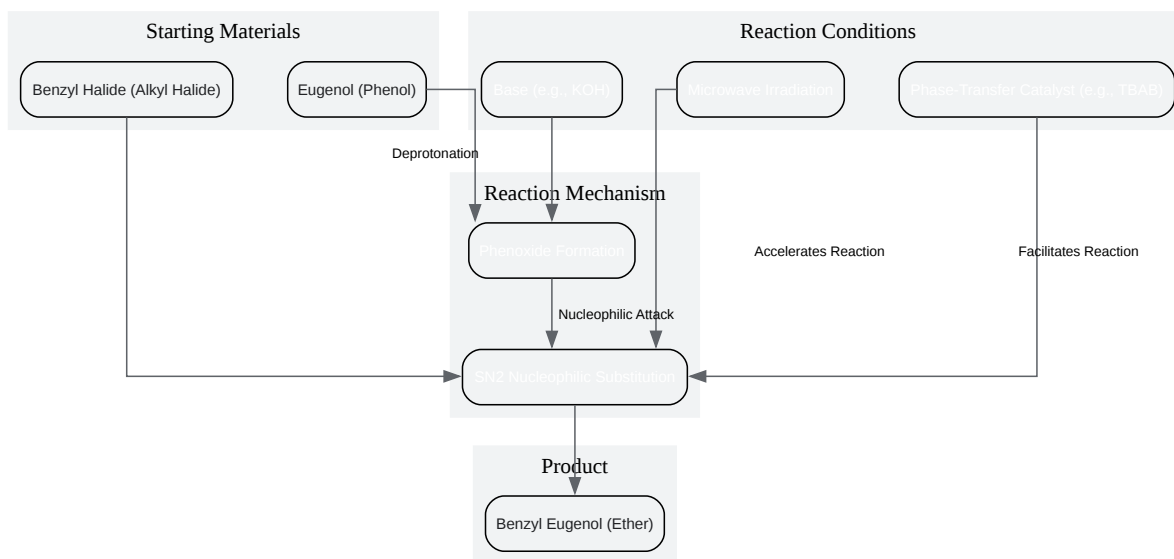 Starting Materials
Reaction Conditions
Benzyl Halide (Alkyl Halide)
Eugenol (Phenol)
Base (e.g., KOH)
Microwave Irradiation
Phase-Transfer Catalyst (e.g., TBAB)
Deprotonation
Reaction Mechanism
Phenoxide Formation
Accelerates Reaction
Facilitates Reaction
Nucleophilic Attack
SN2 Nucleophilic Substitution
Product
Benzyl Eugenol (Ether)